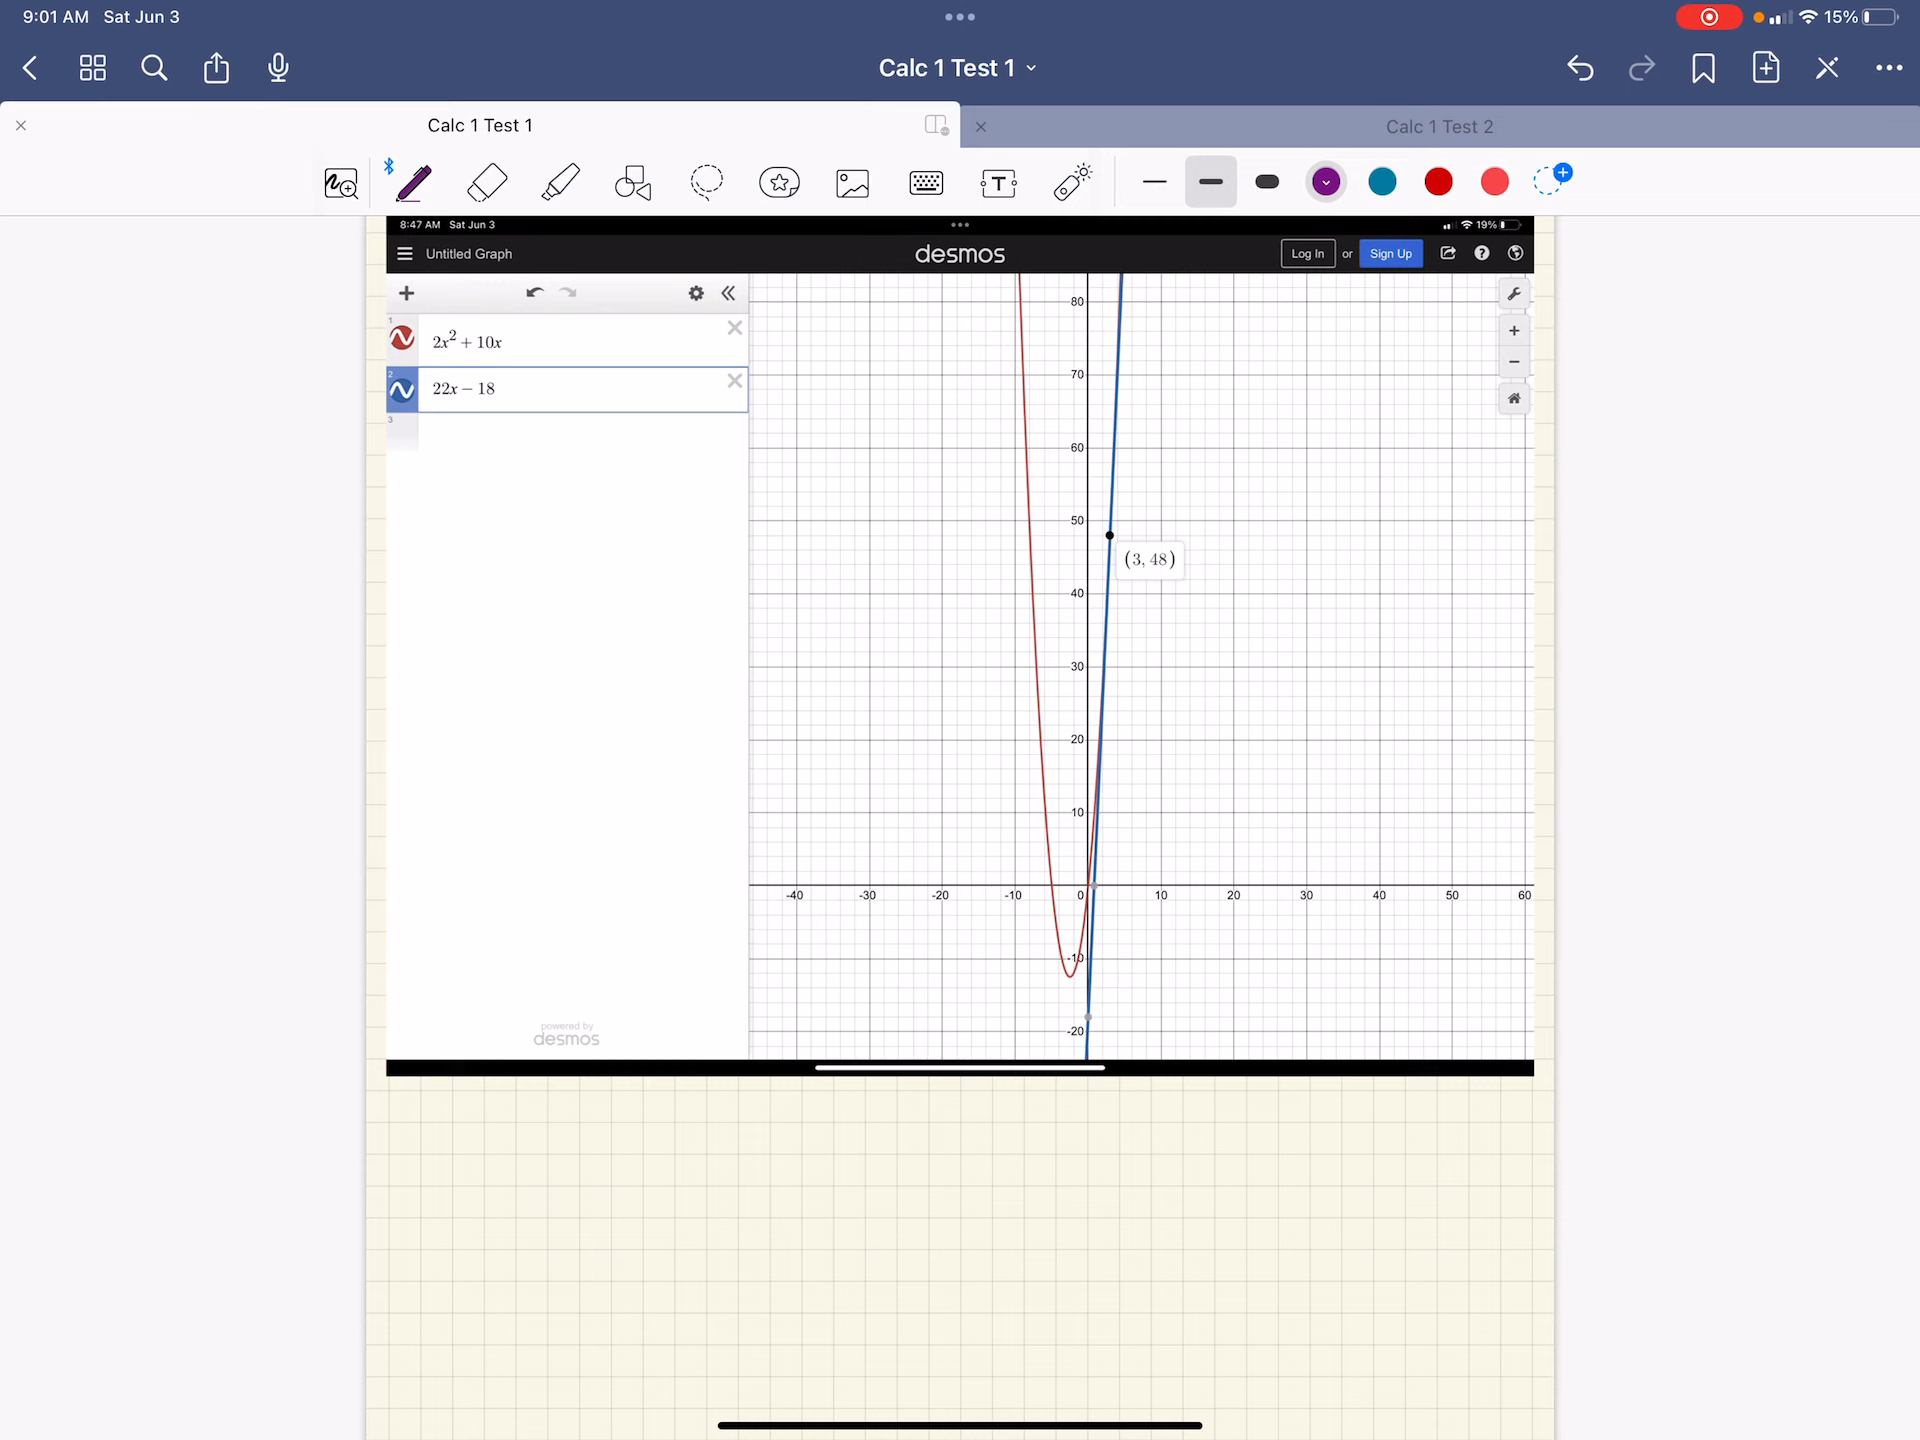 9:01 AM Sat Jun 3
15%
Calc 1 Test 1
Calc 1 Test 1
Calc 1 Test 2
T
8:47 AM Sat Jun 3
19%
Untitled Graph
desmos
Log In or Sign Up
1
2x² + 10x
2
22x − 18
3
80
70
60
50
(3, 48)
40
30
20
10
-40 -30 -20 -10 0 10 20 30 40 50 60
-10
-20
powered by
desmos